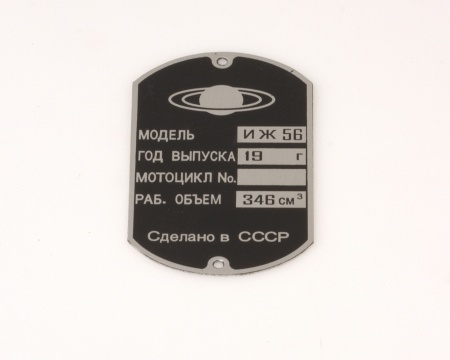 МОДЕЛЬ ИЖ 56
ГОД ВЫПУСКА 19 г
МОТОЦИКЛ No.
РАБ. ОБЪЕМ 346 см³
Сделано в СССР